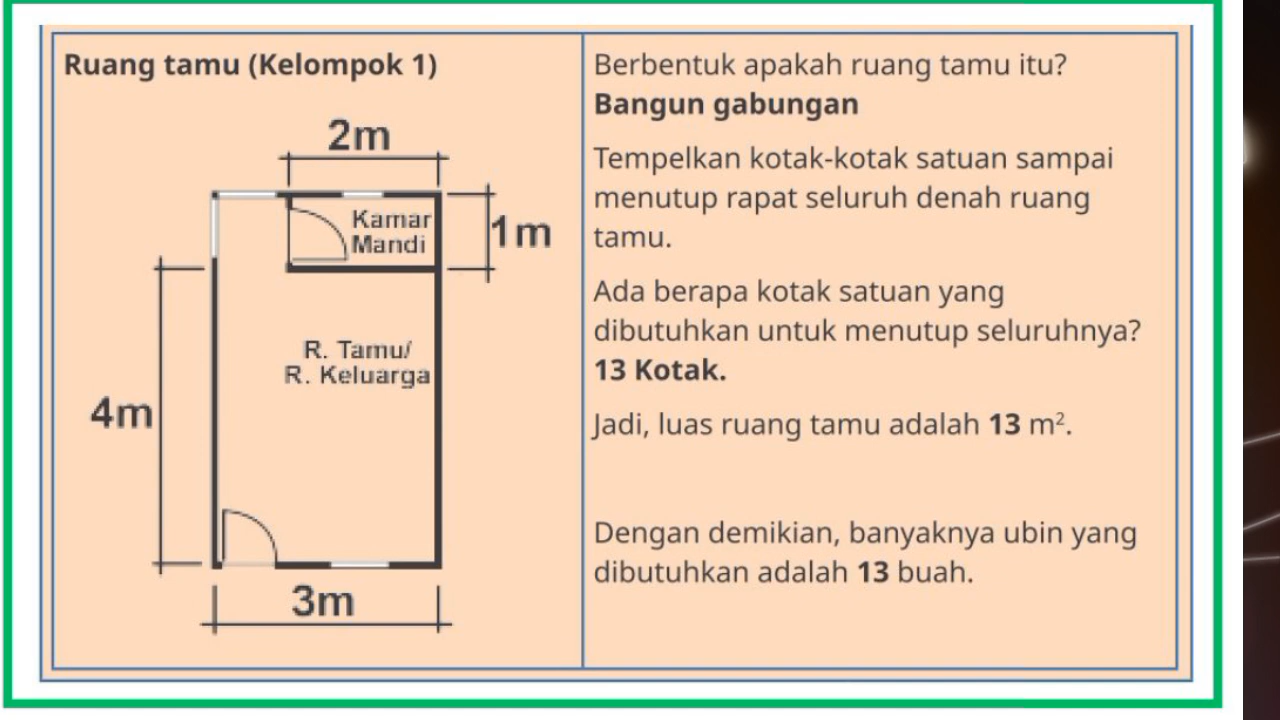 Ruang tamu (Kelompok 1)
2m
Kamar
Mandi
1m
R. Tamu/
R. Keluarga
4m
3m
Berbentuk apakah ruang tamu itu?
Bangun gabungan
Tempelkan kotak-kotak satuan sampai
menutup rapat seluruh denah ruang
tamu.
Ada berapa kotak satuan yang
dibutuhkan untuk menutup seluruhnya?
13 Kotak.
Jadi, luas ruang tamu adalah 13 m².
Dengan demikian, banyaknya ubin yang
dibutuhkan adalah 13 buah.